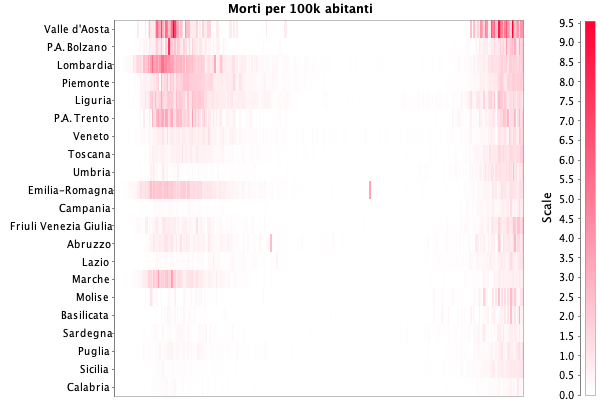 Morti per 100k abitanti
Valle d'Aosta
P.A. Bolzano
Lombardia
Piemonte
Liguria
P.A. Trento
Veneto
Toscana
Umbria
Emilia-Romagna
Campania
Friuli Venezia Giulia
Abruzzo
Lazio
Marche
Molise
Basilicata
Sardegna
Puglia
Sicilia
Calabria
Scale
9.5
9.0
8.5
8.0
7.5
7.0
6.5
6.0
5.5
5.0
4.5
4.0
3.5
3.0
2.5
2.0
1.5
1.0
0.5
0.0